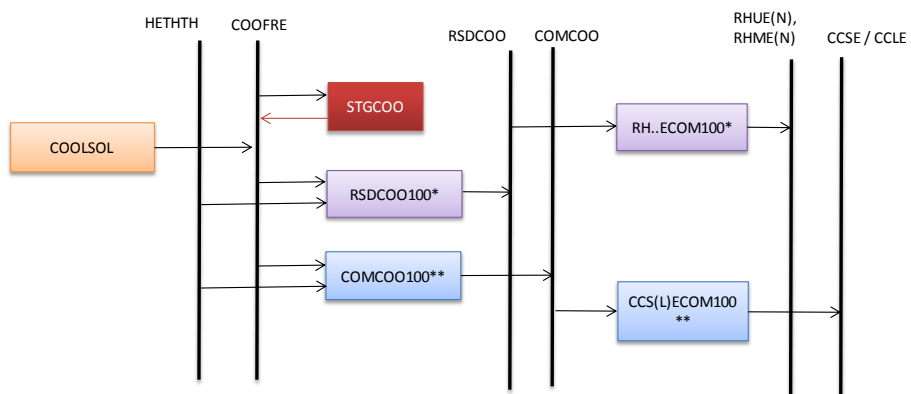 HETHTH
COOFRE
RSDCOO
COMCOO
RHUE(N),
RHME(N)
CCSE / CCLE
STGCOO
RH..ECOM100*
COOLSOL
RSDCOO100*
COMCOO100**
CCS(L)ECOM100
**